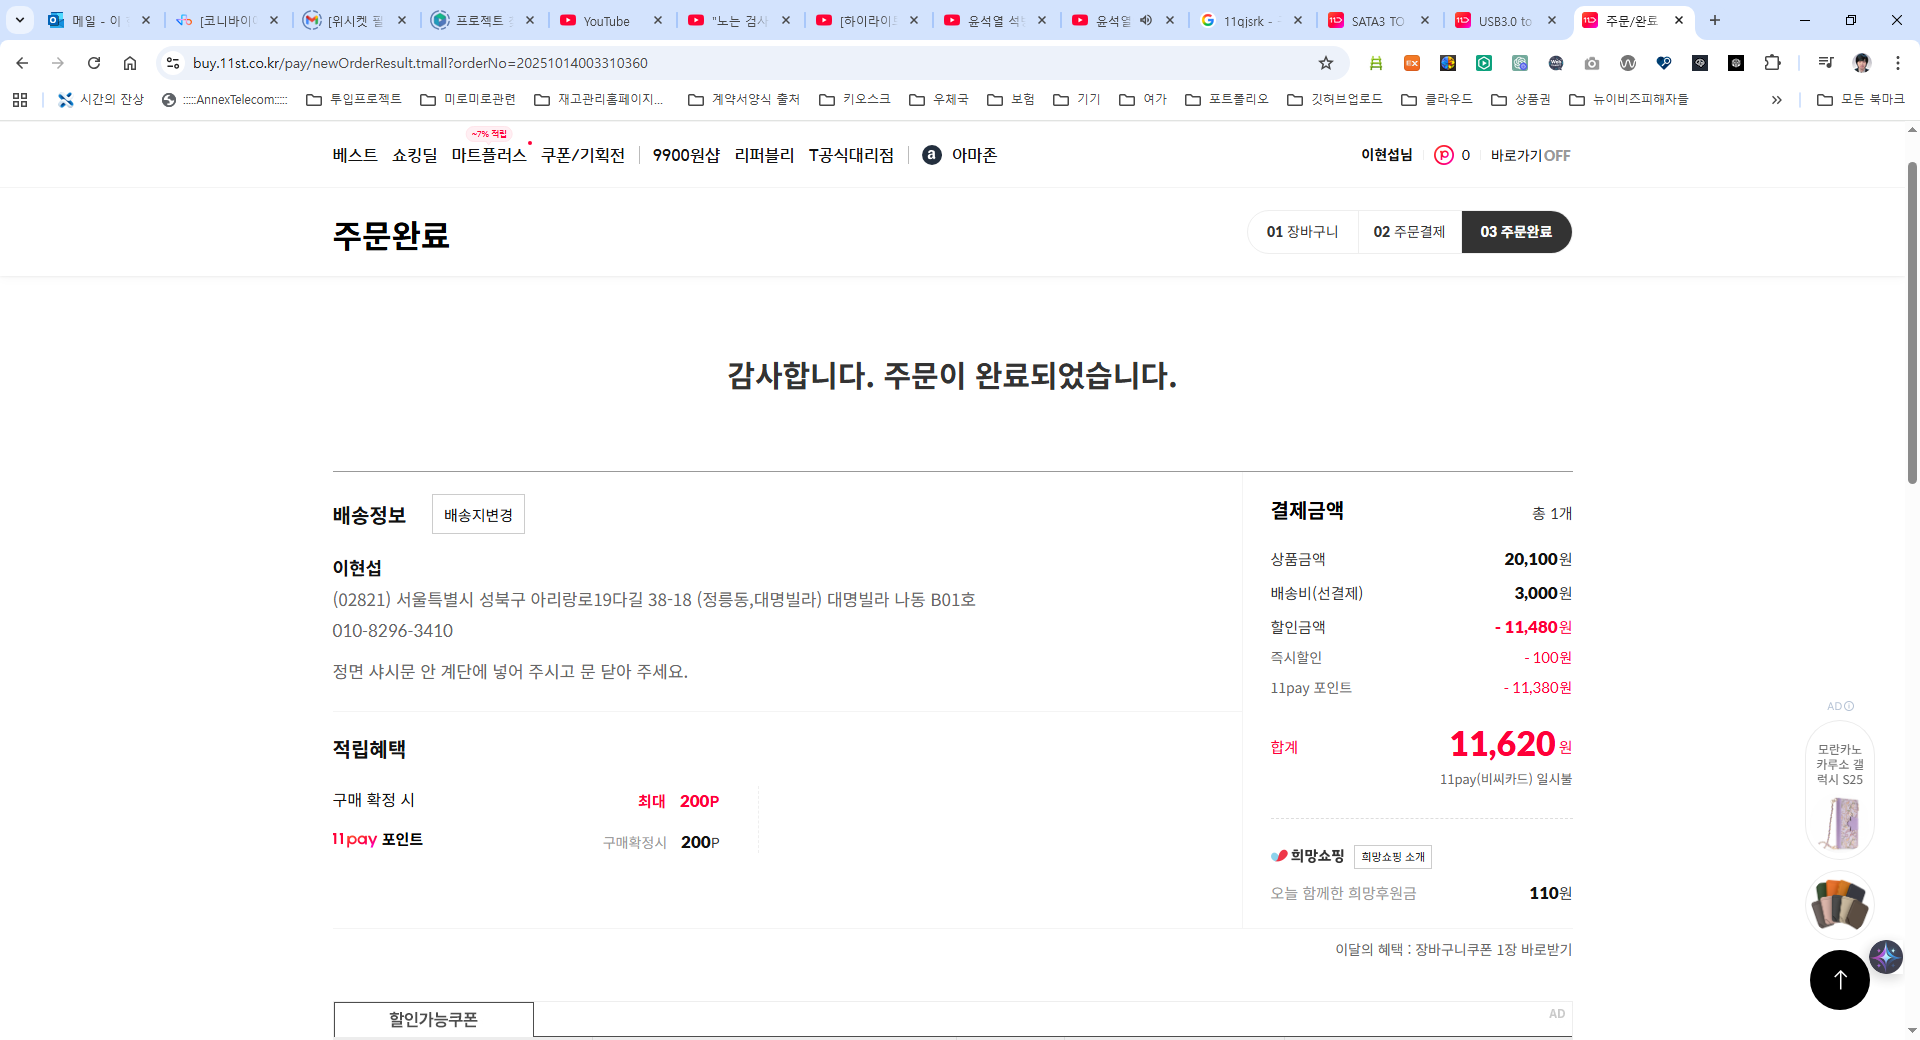 메일 - 이
[코니바이어
[위시켓 필
프로젝트
YouTube
"노는 검사
[하이라이트
윤석열 석방
윤석열
11qjsrk -
SATA3 TO
USB3.0 to
주문/완료
buy.11st.co.kr/pay/newOrderResult.tmall?orderNo=20251014003310360
시간의 잔상
:::::AnnexTelecom:::::
투입프로젝트
미로미로관련
재고관리홈페이지...
계약서양식 출처
키오스크
우체국
보험
기기
여가
포트폴리오
깃허브업로드
클라우드
상품권
뉴이비즈피해자들
모든 북마크
~7% 적립
베스트 쇼킹딜 마트플러스 쿠폰/기획전 9900원샵 리퍼블리 T공식대리점 a 아마존
이현섭님 p 0 바로가기OFF
주문완료
01 장바구니 02 주문결제 03 주문완료
감사합니다. 주문이 완료되었습니다.
배송정보 배송지변경
이현섭
(02821) 서울특별시 성북구 아리랑로19다길 38-18 (정릉동,대명빌라) 대명빌라 나동 B01호
010-8296-3410
정면 샤시문 안 계단에 넣어 주시고 문 닫아 주세요.
적립혜택
구매 확정 시 최대 200P
11pay 포인트 구매확정시 200P
결제금액 총 1개
상품금액 20,100원
배송비(선결제) 3,000원
할인금액 - 11,480원
즉시할인 - 100원
11pay 포인트 - 11,380원
합계 11,620 원
11pay(비씨카드) 일시불
희망쇼핑 희망쇼핑 소개
오늘 함께한 희망후원금 110원
이달의 혜택 : 장바구니쿠폰 1장 바로받기
AD
모란카노
카루소 갤
럭시 S25
할인가능쿠폰
AD